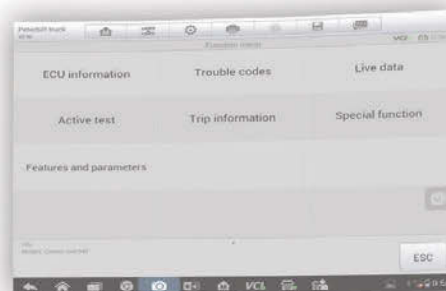 Peterbilt truck
Function menu
ECU information
Trouble codes
Live data
Active test
Trip information
Special function
Features and parameters
ESC
VCI